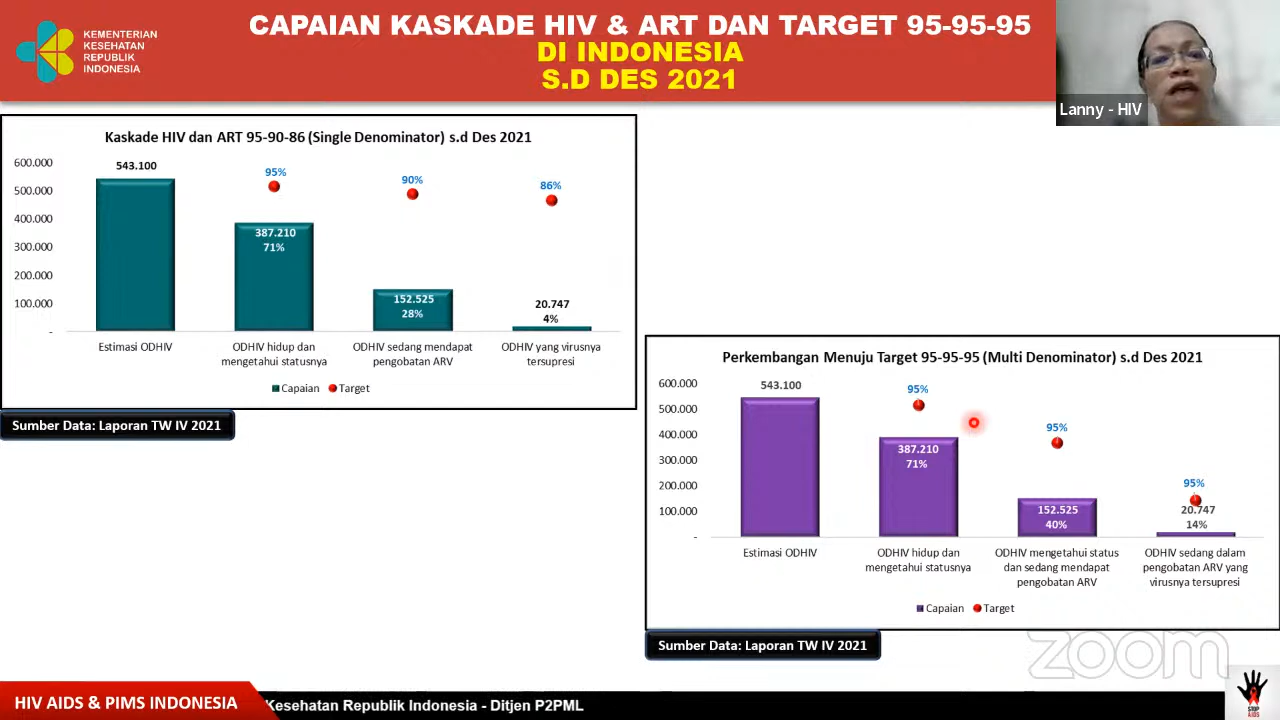 CAPAIAN KASKADE HIV & ART DAN TARGET 95-95-95
DI INDONESIA
S.D DES 2021
KEMENTERIAN
KESEHATAN
REPUBLIK
INDONESIA
Lanny - HIV
Kaskade HIV dan ART 95-90-86 (Single Denominator) s.d Des 2021
600.000
500.000
400.000
300.000
200.000
100.000
-
543.100
95%
387.210
71%
90%
152.525
28%
86%
20.747
4%
Estimasi ODHIV
ODHIV hidup dan
mengetahui statusnya
ODHIV sedang mendapat
pengobatan ARV
ODHIV yang virusnya
tersupresi
Capaian Target
Sumber Data: Laporan TW IV 2021
Perkembangan Menuju Target 95-95-95 (Multi Denominator) s.d Des 2021
600.000
500.000
400.000
300.000
200.000
100.000
-
543.100
95%
387.210
71%
95%
152.525
40%
95%
20.747
14%
Estimasi ODHIV
ODHIV hidup dan
mengetahui statusnya
ODHIV mengetahui status
dan sedang mendapat
pengobatan ARV
ODHIV sedang dalam
pengobatan ARV yang
virusnya tersupresi
Capaian Target
Sumber Data: Laporan TW IV 2021
zoom
HIV AIDS & PIMS INDONESIA
Kesehatan Republik Indonesia - Ditjen P2PML
STOP
AIDS